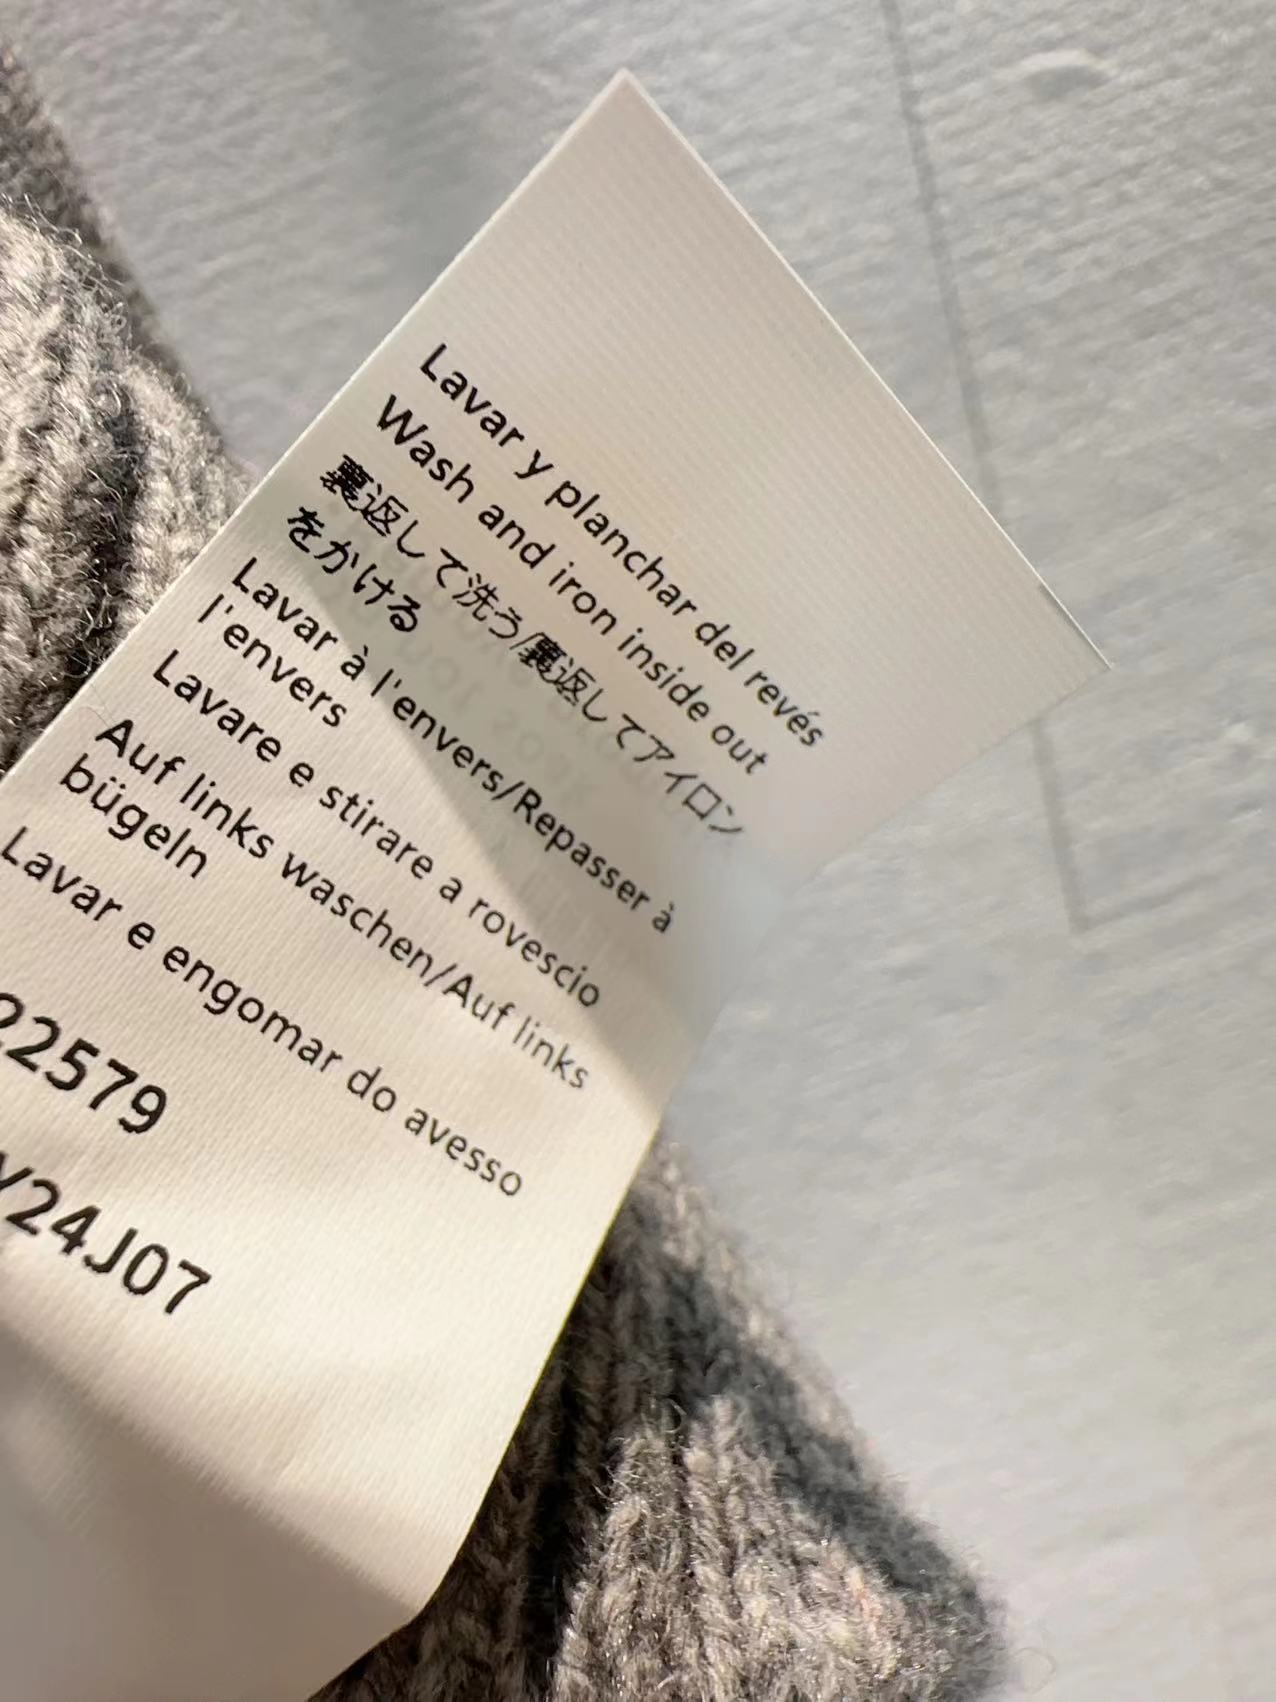 Lavar y planchar del revés
Wash and iron inside out
裏返して洗う/裏返してアイロン
をかける
Lavar à l'envers/Repasser à
l'envers
Lavare e stirare a rovescio
Auf links waschen/Auf links
bügeln
Lavar e engomar do avesso
22579
Y24J07